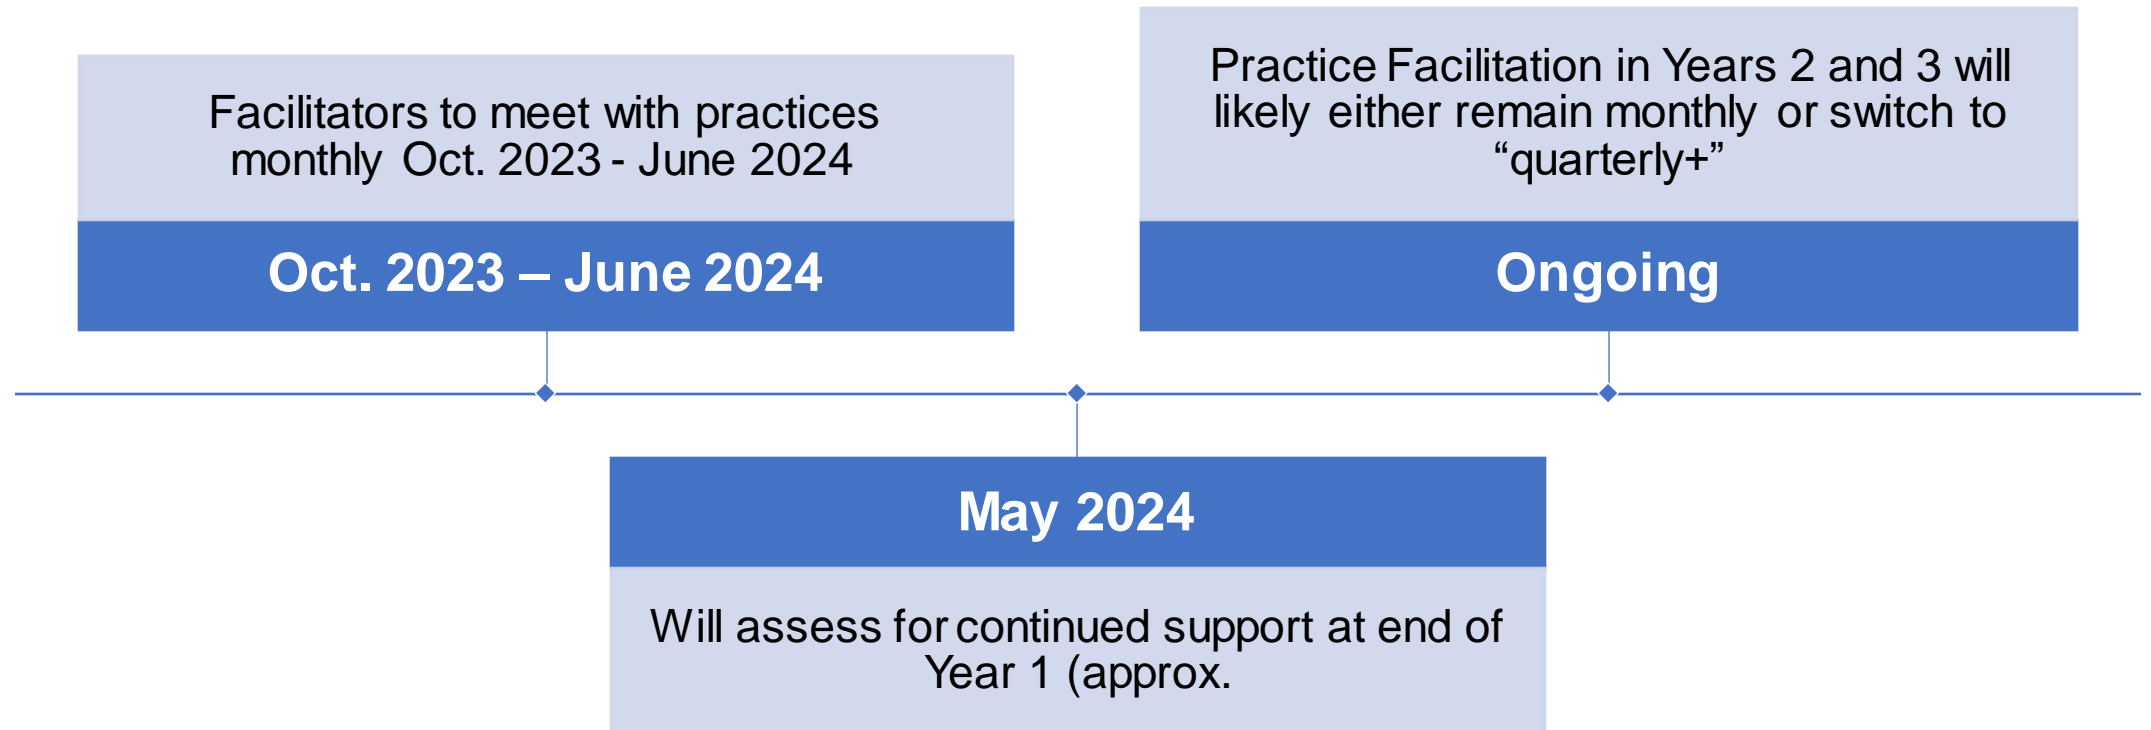 Facilitators to meet with practices
monthly Oct. 2023 - June 2024
Oct. 2023 – June 2024
Practice Facilitation in Years 2 and 3 will
likely either remain monthly or switch to
“quarterly+”
Ongoing
May 2024
Will assess for continued support at end of
Year 1 (approx.